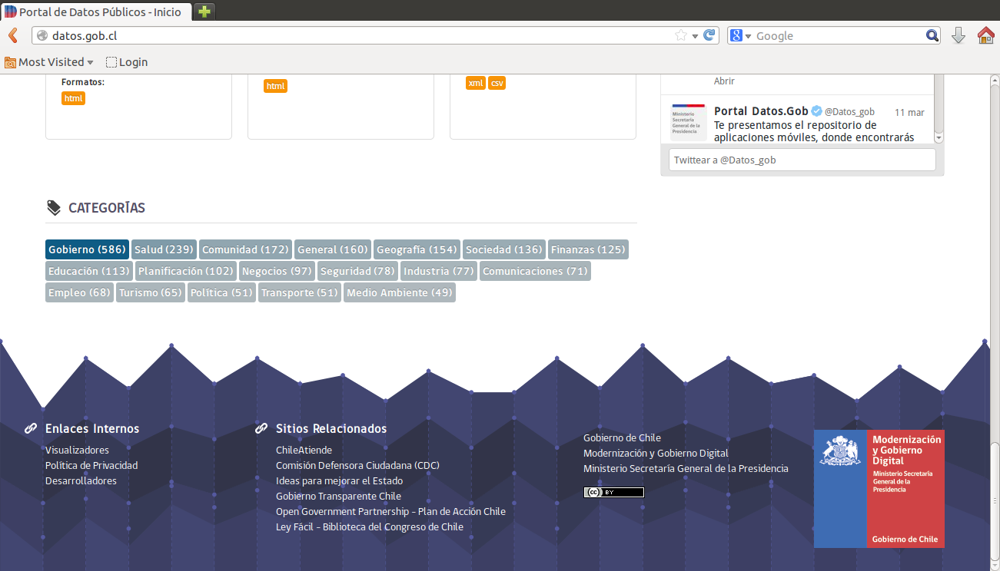 Portal de Datos Públicos - Inicio
datos.gob.cl
Google
Most Visited
Login
Formatos:
html
html
xml csv
Abrir
Portal Datos.Gob @Datos_gob 11 mar
Te presentamos el repositorio de
aplicaciones móviles, donde encontrarás
Ministerio
Secretaría
General de la
Presidencia
Twittear a @Datos_gob
CATEGORÍAS
Gobierno (586) Salud (239) Comunidad (172) General (160) Geografía (154) Sociedad (136) Finanzas (125)
Educación (113) Planificación (102) Negocios (97) Seguridad (78) Industria (77) Comunicaciones (71)
Empleo (68) Turismo (65) Política (51) Transporte (51) Medio Ambiente (49)
Enlaces Internos
Visualizadores
Política de Privacidad
Desarrolladores
Sitios Relacionados
ChileAtiende
Comisión Defensora Ciudadana (CDC)
Ideas para mejorar el Estado
Gobierno Transparente Chile
Open Government Partnership - Plan de Acción Chile
Ley Fácil - Biblioteca del Congreso de Chile
Gobierno de Chile
Modernización y Gobierno Digital
Ministerio Secretaría General de la Presidencia
cc BY
Modernización
y Gobierno
Digital
Ministerio Secretaría
General de la
Presidencia
Gobierno de Chile